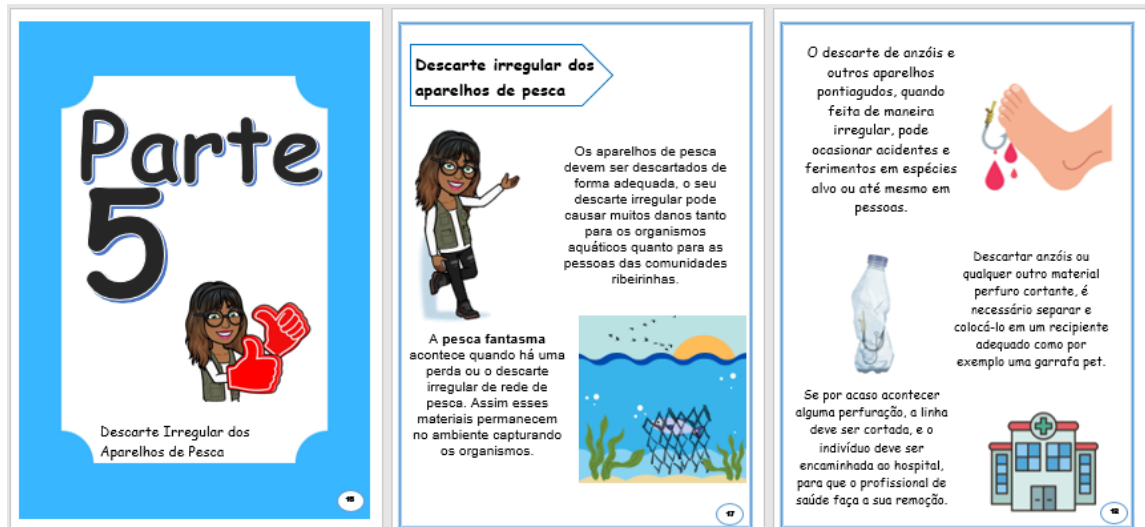 Parte
5
Descarte Irregular dos
Aparelhos de Pesca
Descarte irregular dos
aparelhos de pesca
Os aparelhos de pesca
devem ser descartados de
forma adequada, o seu
descarte irregular pode
causar muitos danos tanto
para os organismos
aquáticos quanto para as
pessoas das comunidades
ribeirinhas.
A pesca fantasma
acontece quando há uma
perda ou o descarte
irregular de rede de
pesca. Assim esses
materiais permanecem
no ambiente capturando
os organismos.
17
O descarte de anzóis e
outros aparelhos
pontiagudos, quando
feita de maneira
irregular, pode
ocasionar acidentes e
ferimentos em espécies
alvo ou até mesmo em
pessoas.
Descartar anzóis ou
qualquer outro material
perfuro cortante, é
necessário separar e
colocá-lo em um recipiente
adequado como por
exemplo uma garrafa pet.
Se por acaso acontecer
alguma perfuração, a linha
deve ser cortada, e o
indivíduo deve ser
encaminhada ao hospital,
para que o profissional de
saúde faça a sua remoção.